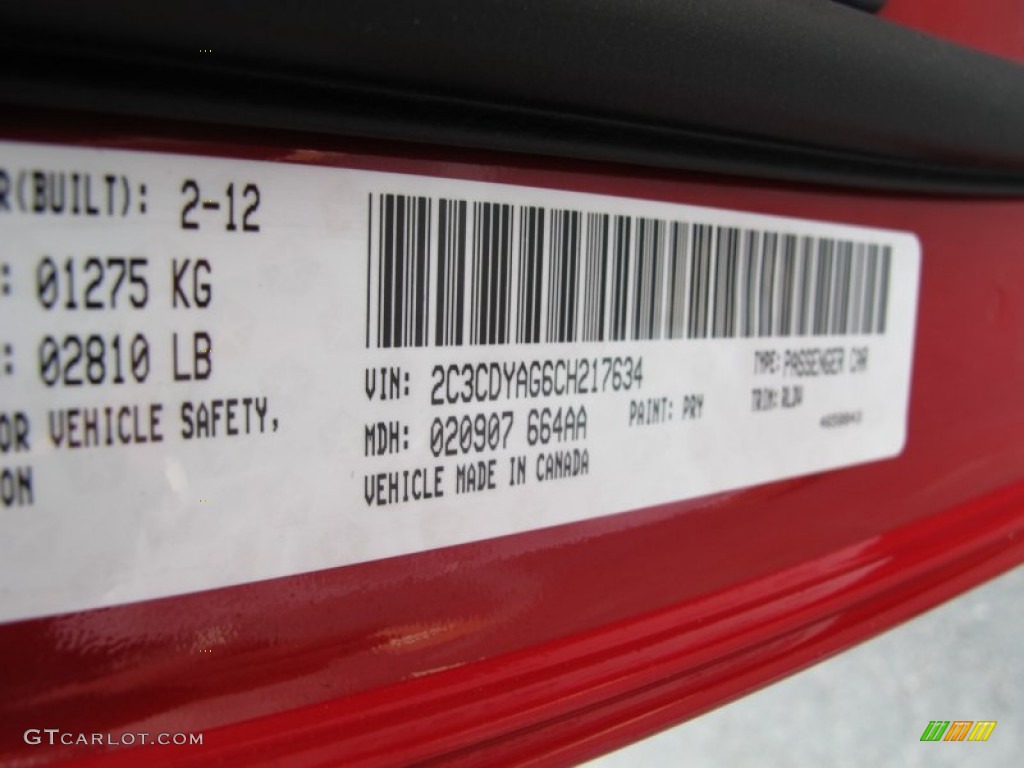 R(BUILT): 2-12
: 01275 KG
: 02810 LB
OR VEHICLE SAFETY,
ON
VIN: 2C3CDYAG6CH217634
TYPE: PASSENGER CAR
MDH: 020907 664AA
PAINT: PRY
TRIM:
VEHICLE MADE IN CANADA
GTCARLOT.COM